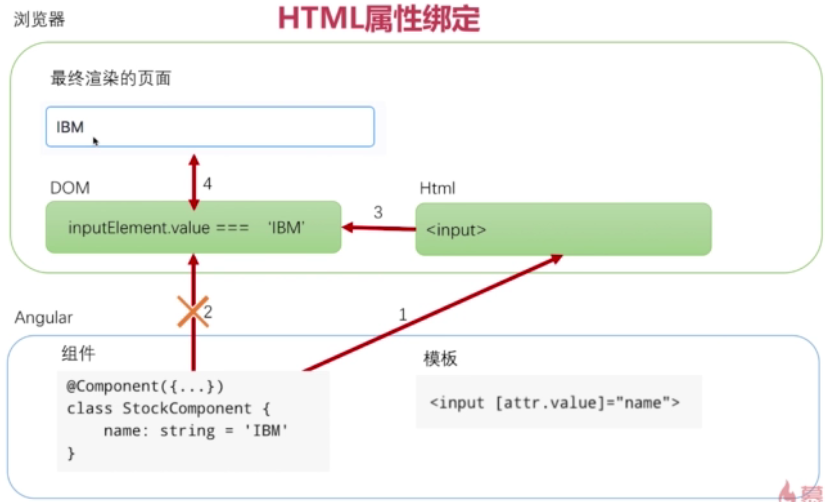 浏览器
HTML属性绑定
最终渲染的页面
IBM
4
DOM
Html
3
inputElement.value === ‘IBM’
<input>
2
1
Angular
组件
模板
@Component({...})
class StockComponent {
name: string = 'IBM'
}
<input [attr.value]="name">